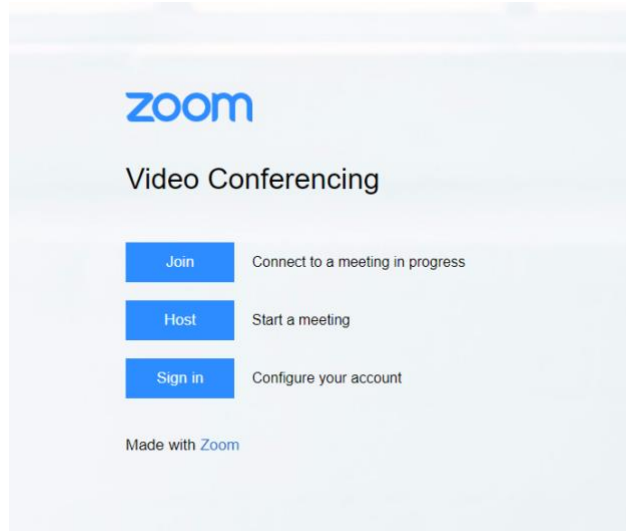 zoom
Video Conferencing
Join Connect to a meeting in progress
Host Start a meeting
Sign in Configure your account
Made with Zoom